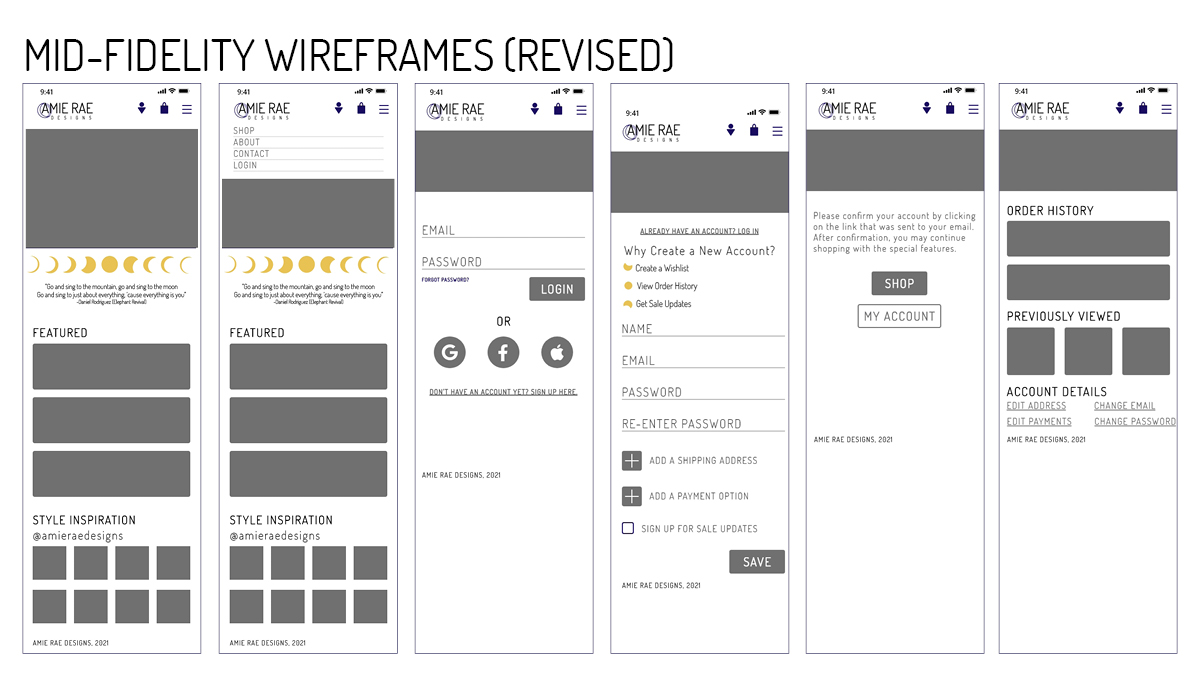 MID-FIDELITY WIREFRAMES (REVISED)
9:41
AMIE RAE
DESIGNS
"Go and sing to the mountain, go and sing to the moon
Go and sing to just about everything, 'cause everything is you"
-Daniel Rodriguez (Elephant Revival)
FEATURED
STYLE INSPIRATION
@amieraedesigns
AMIE RAE DESIGNS, 2021
9:41
AMIE RAE
DESIGNS
SHOP
ABOUT
CONTACT
LOGIN
"Go and sing to the mountain, go and sing to the moon
Go and sing to just about everything, 'cause everything is you"
-Daniel Rodriguez (Elephant Revival)
FEATURED
STYLE INSPIRATION
@amieraedesigns
AMIE RAE DESIGNS, 2021
9:41
AMIE RAE
DESIGNS
EMAIL
PASSWORD
FORGOT PASSWORD?
LOGIN
OR
G f
DON'T HAVE AN ACCOUNT YET? SIGN UP HERE.
AMIE RAE DESIGNS, 2021
9:41
AMIE RAE
DESIGNS
ALREADY HAVE AN ACCOUNT? LOG IN
Why Create a New Account?
Create a Wishlist
View Order History
Get Sale Updates
NAME
EMAIL
PASSWORD
RE-ENTER PASSWORD
ADD A SHIPPING ADDRESS
ADD A PAYMENT OPTION
SIGN UP FOR SALE UPDATES
SAVE
AMIE RAE DESIGNS, 2021
9:41
AMIE RAE
DESIGNS
Please confirm your account by clicking
on the link that was sent to your email.
After confirmation, you may continue
shopping with the special features.
SHOP
MY ACCOUNT
AMIE RAE DESIGNS, 2021
9:41
AMIE RAE
DESIGNS
ORDER HISTORY
PREVIOUSLY VIEWED
ACCOUNT DETAILS
EDIT ADDRESS CHANGE EMAIL
EDIT PAYMENTS CHANGE PASSWORD
AMIE RAE DESIGNS, 2021